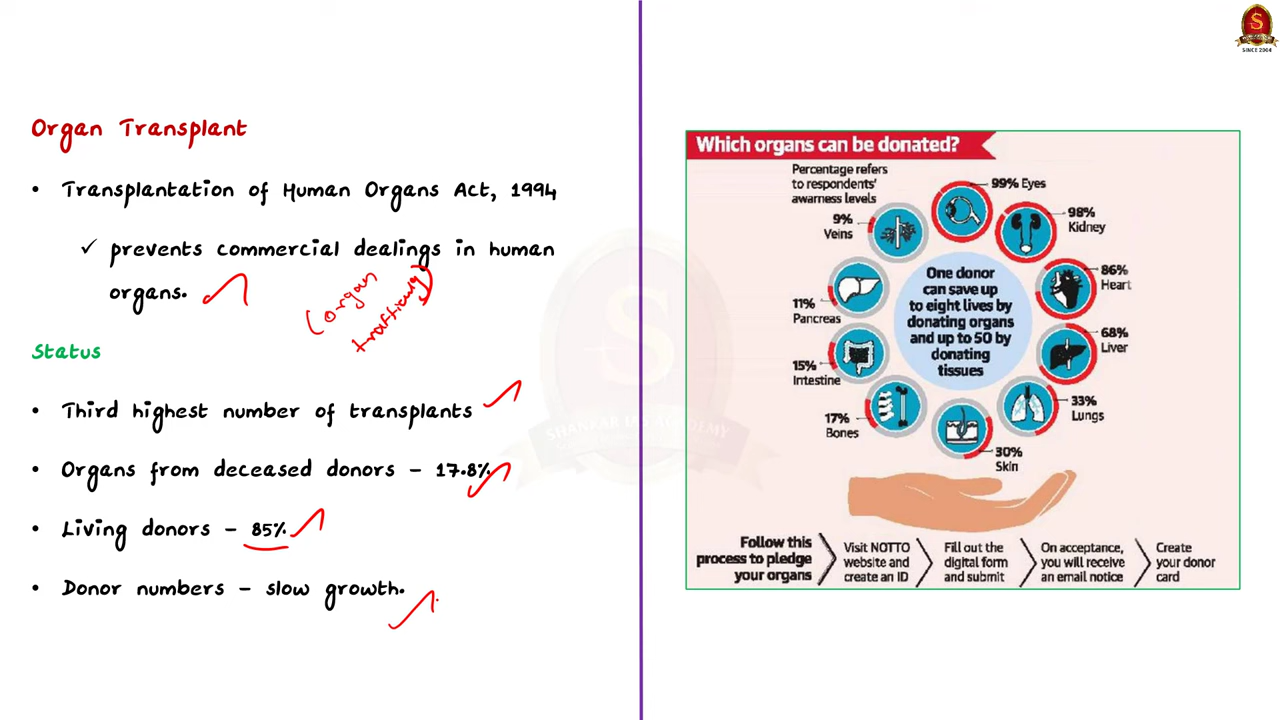 Organ Transplant
• Transplantation of Human Organs Act, 1994
✓ prevents commercial dealings in human
organs.
(organ
trafficking)
Status
• Third highest number of transplants
• Organs from deceased donors - 17.8%
• Living donors - 85%
• Donor numbers - slow growth.
S
SINCE 2004
Which organs can be donated?
Percentage refers
to respondents'
awarness levels
99% Eyes
98%
Kidney
86%
Heart
68%
Liver
33%
Lungs
30%
Skin
17%
Bones
15%
Intestine
11%
Pancreas
9%
Veins
One donor
can save up
to eight lives by
donating organs
and up to 50 by
donating
tissues
Follow this
process to pledge
your organs
Visit NOTTO
website and
create an ID
Fill out the
digital form
and submit
On acceptance,
you will receive
an email notice
Create
your donor
card
S
SHANKAR IAS ACADEMY